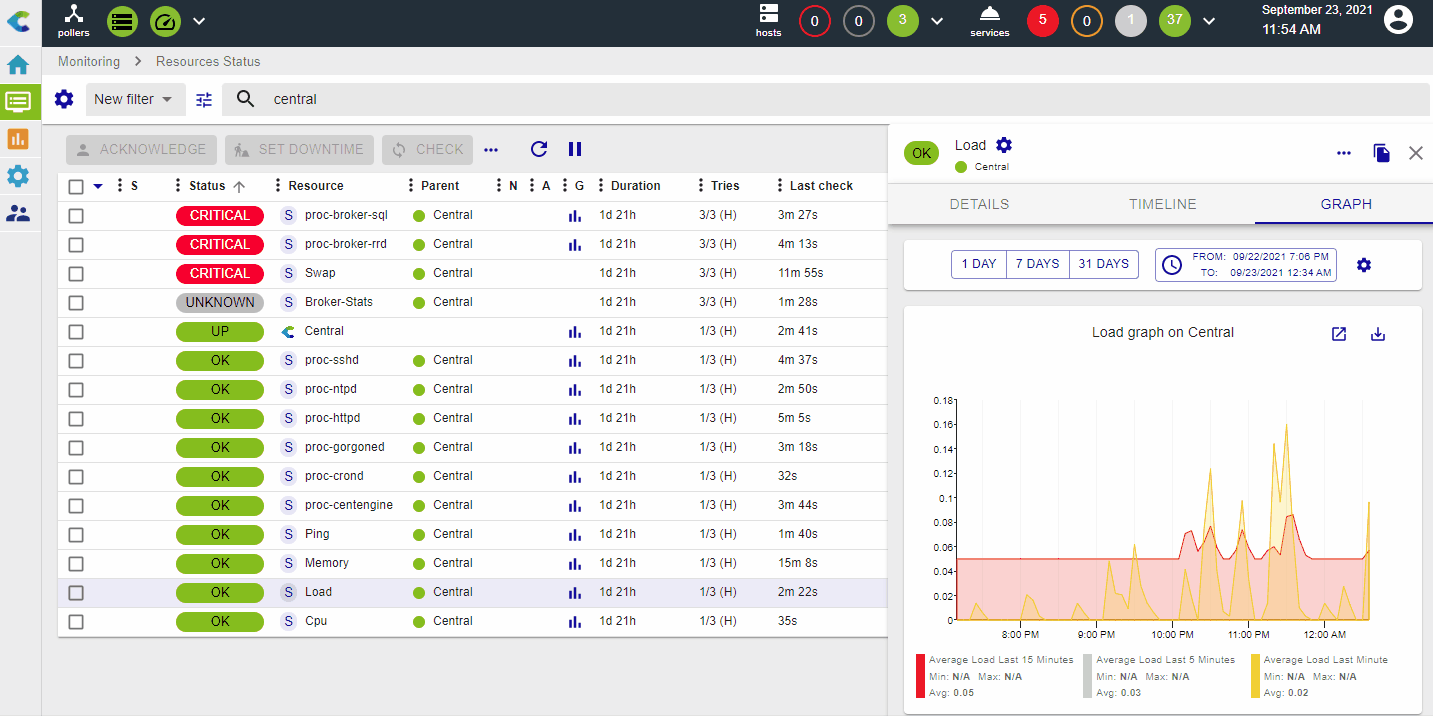 pollers
hosts
0
0
3
services
5
0
1
37
September 23, 2021
11:54 AM
Monitoring > Resources Status
New filter
central
ACKNOWLEDGE SET DOWNTIME CHECK
S Status Resource Parent N A G Duration Tries Last check
CRITICAL S proc-broker-sql Central 1d 21h 3/3 (H) 3m 27s
CRITICAL S proc-broker-rrd Central 1d 21h 3/3 (H) 4m 13s
CRITICAL S Swap Central 1d 21h 3/3 (H) 11m 55s
UNKNOWN S Broker-Stats Central 1d 21h 3/3 (H) 1m 28s
UP Central 1d 21h 1/3 (H) 2m 41s
OK S proc-sshd Central 1d 21h 1/3 (H) 4m 37s
OK S proc-ntpd Central 1d 21h 1/3 (H) 2m 50s
OK S proc-httpd Central 1d 21h 1/3 (H) 5m 5s
OK S proc-gorgoned Central 1d 21h 1/3 (H) 3m 18s
OK S proc-crond Central 1d 21h 1/3 (H) 32s
OK S proc-centengine Central 1d 21h 1/3 (H) 3m 44s
OK S Ping Central 1d 21h 1/3 (H) 1m 40s
OK S Memory Central 1d 21h 1/3 (H) 15m 8s
OK S Load Central 1d 21h 1/3 (H) 2m 22s
OK S Cpu Central 1d 21h 1/3 (H) 35s
OK Load
Central
DETAILS TIMELINE GRAPH
1 DAY 7 DAYS 31 DAYS
FROM: 09/22/2021 7:06 PM
TO: 09/23/2021 12:34 AM
Load graph on Central
0.18
0.16
0.14
0.12
0.1
0.08
0.06
0.04
0.02
0
8:00 PM 9:00 PM 10:00 PM 11:00 PM 12:00 AM
Average Load Last 15 Minutes
Min: N/A Max: N/A
Avg: 0.05
Average Load Last 5 Minutes
Min: N/A Max: N/A
Avg: 0.03
Average Load Last Minute
Min: N/A Max: N/A
Avg: 0.02